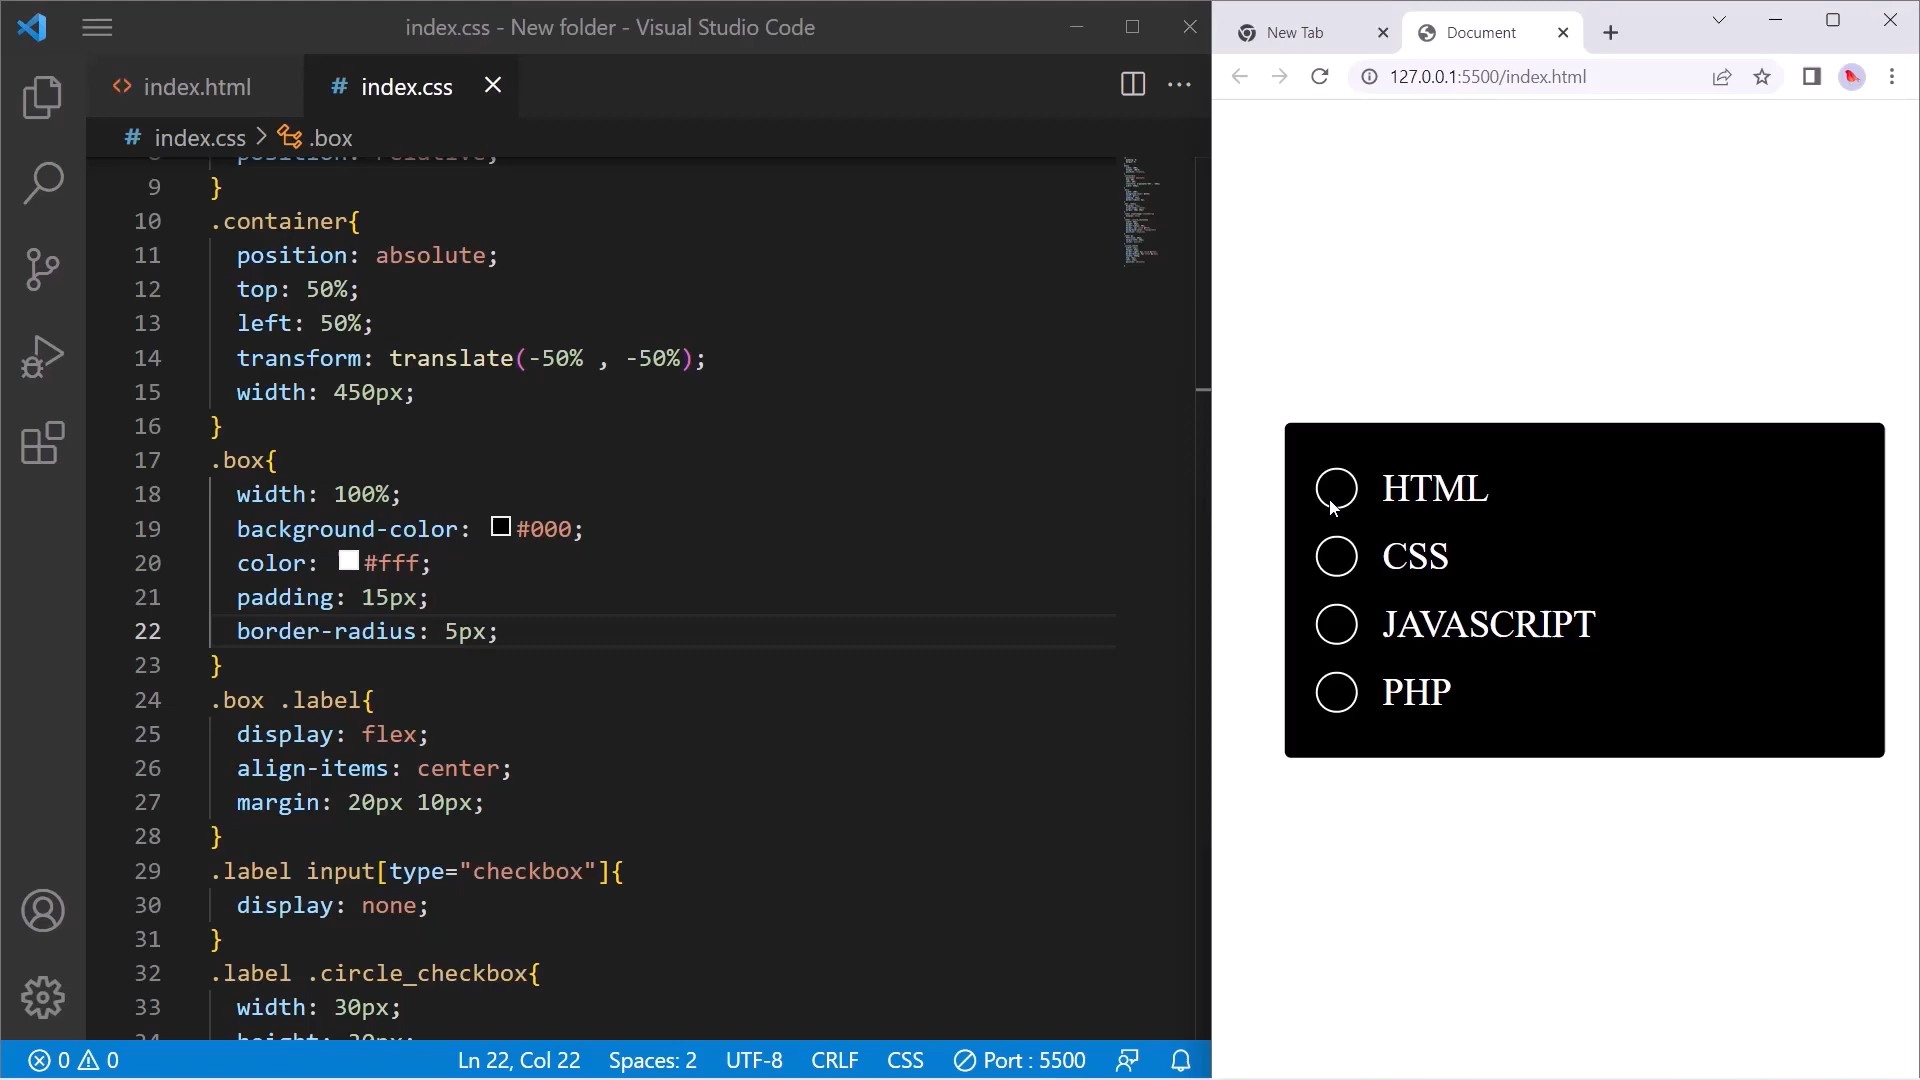 index.css - New folder - Visual Studio Code
index.html
# index.css
# index.css > .box
position: relative;
9 }
10 .container{
11 position: absolute;
12 top: 50%;
13 left: 50%;
14 transform: translate(-50% , -50%);
15 width: 450px;
16 }
17 .box{
18 width: 100%;
19 background-color: #000;
20 color: #fff;
21 padding: 15px;
22 border-radius: 5px;
23 }
24 .box .label{
25 display: flex;
26 align-items: center;
27 margin: 20px 10px;
28 }
29 .label input[type="checkbox"]{
30 display: none;
31 }
32 .label .circle_checkbox{
33 width: 30px;
34 height: 30px;
0 0 Ln 22, Col 22 Spaces: 2 UTF-8 CRLF CSS Port : 5500
New Tab
Document
127.0.0.1:5500/index.html
HTML
CSS
JAVASCRIPT
PHP